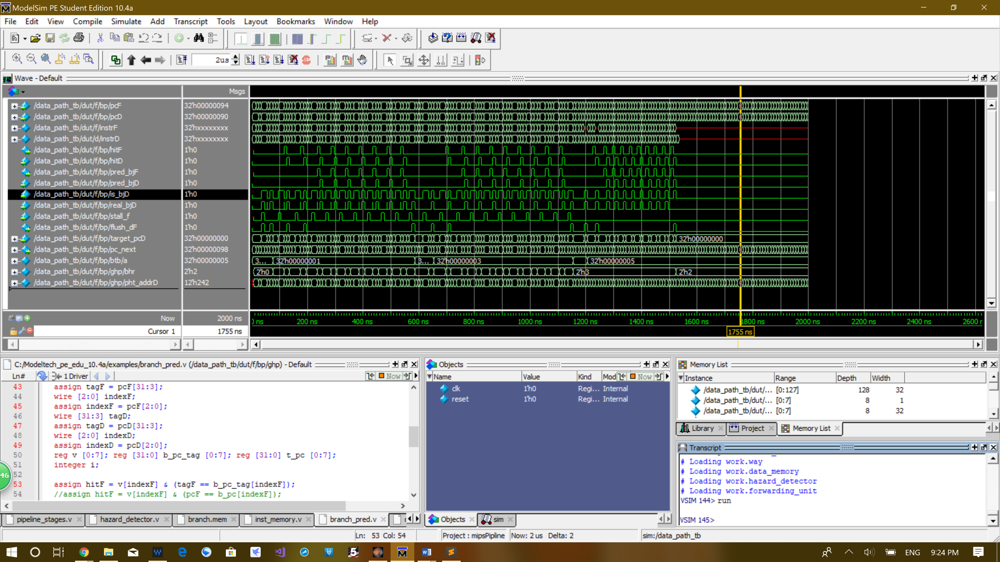 ModelSim PE Student Edition 10.4a
File Edit View Compile Simulate Add Transcript Tools Layout Bookmarks Window Help
2us
Wave - Default
Msgs
/data_path_tb/dut/f/bp/pcF 32'h00000094
/data_path_tb/dut/f/bp/pcD 32'h00000090
/data_path_tb/dut/f/instrF 32'hxxxxxxxx
/data_path_tb/dut/d/instrD 32'hxxxxxxxx
/data_path_tb/dut/f/bp/hitF 1'h0
/data_path_tb/dut/f/bp/hitD 1'h0
/data_path_tb/dut/f/bp/pred_bjF 1'h0
/data_path_tb/dut/f/bp/pred_bjD 1'h0
/data_path_tb/dut/f/bp/is_bjD 1'h0
/data_path_tb/dut/f/bp/real_bjD 1'h0
/data_path_tb/dut/f/bp/stall_f 1'h0
/data_path_tb/dut/f/bp/flush_dF 1'h0
/data_path_tb/dut/f/bp/target_pcD 32'h00000000 32'h00000000
/data_path_tb/dut/f/bp/pc_next 32'h00000098
/data_path_tb/dut/f/bp/btb/a 32'h00000005 3... 32'h00000001 3... 32'h00000003 32'h00000005
/data_path_tb/dut/f/bp/ghp/bhr 2'h2 2'h0 2'h3 2'h2
/data_path_tb/dut/f/bp/ghp/pht_addrD 12'h242
Now 2000 ns
200 ns 400 ns 600 ns 800 ns 1000 ns 1200 ns 1400 ns 1600 ns 1800 ns 2000 ns 2200 ns 2400 ns 2600
Cursor 1 1755 ns 1755 ns
C:/Modeltech_pe_edu_10.4a/examples/branch_pred.v (/data_path_tb/dut/f/bp/ghp) - Default
Ln# 1 Driver Now
43 assign tagF = pcF[31:3];
44 wire [2:0] indexF;
45 assign indexF = pcF[2:0];
46 wire [31:3] tagD;
47 assign tagD = pcD[31:3];
48 wire [2:0] indexD;
49 assign indexD = pcD[2:0];
50 reg v [0:7]; reg [31:0] b_pc_tag [0:7]; reg [31:0] t_pc [0:7];
51 integer i;
52
53 assign hitF = v[indexF] & (tagF == b_pc_tag[indexF]);
54 //assign hitF = v[indexF] & (pcF == b_pc[indexF]);
46
pipeline_stages.v hazard_detector.v branch.mem inst_memory.v branch_pred.v
Objects
Name Value Kind Mod Now
clk 1'h0 Regi... Internal
reset 1'h0 Regi... Internal
Objects sim
Memory List
Instance Range Depth Width
/data_path_tb/dut/... [0:127] 128 32
/data_path_tb/dut/... [0:7] 8 1
/data_path_tb/dut/... [0:7] 8 32
Library Project Memory List
Transcript
# Loading work.way
# Loading work.data_memory
# Loading work.hazard_detector
# Loading work.forwarding_unit
VSIM 144> run
VSIM 145>
Ln: 53 Col: 54 Project : mipsPipline Now: 2 us Delta: 2 sim:/data_path_tb
ENG 9:24 PM